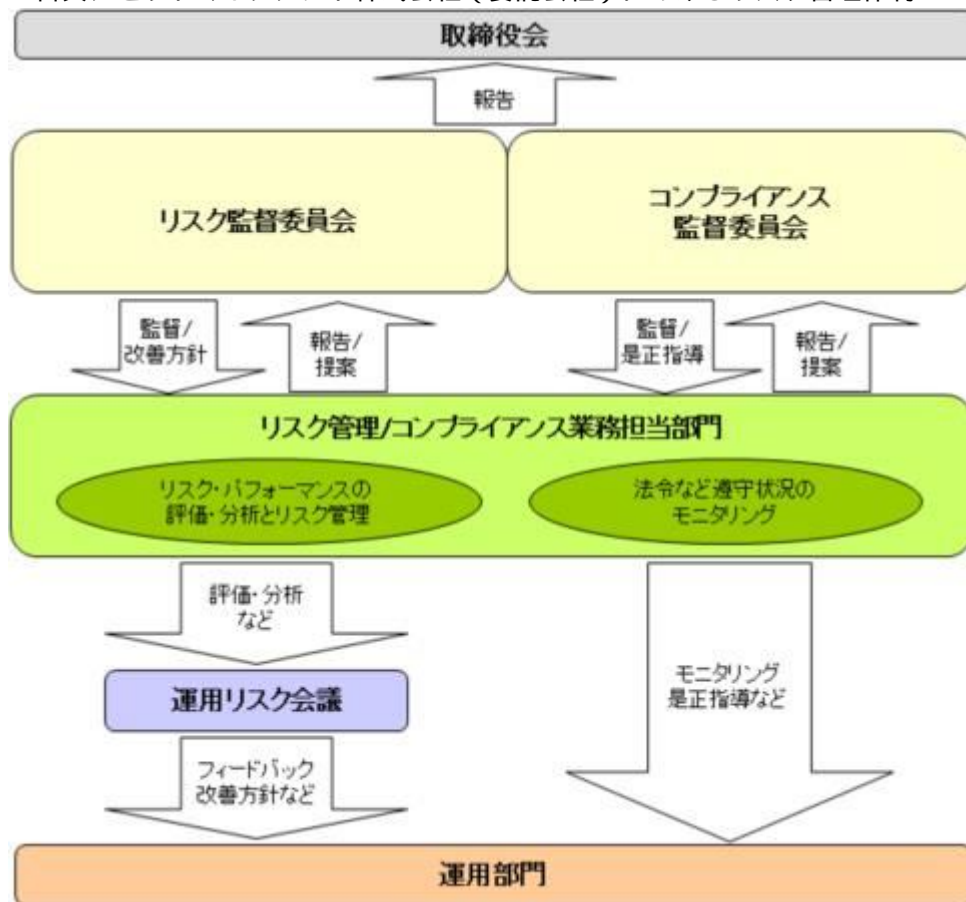 取締役会
報告
リスク監督委員会
コンプライアンス
監督委員会
監督/
改善方針
報告/
提案
監督/
是正指導
報告/
提案
リスク管理/コンプライアンス業務担当部門
リスク・パフォーマンスの
評価・分析とリスク管理
法令など遵守状況の
モニタリング
評価・分析
など
運用リスク会議
モニタリング
是正指導など
フィードバック
改善方針など
運用部門